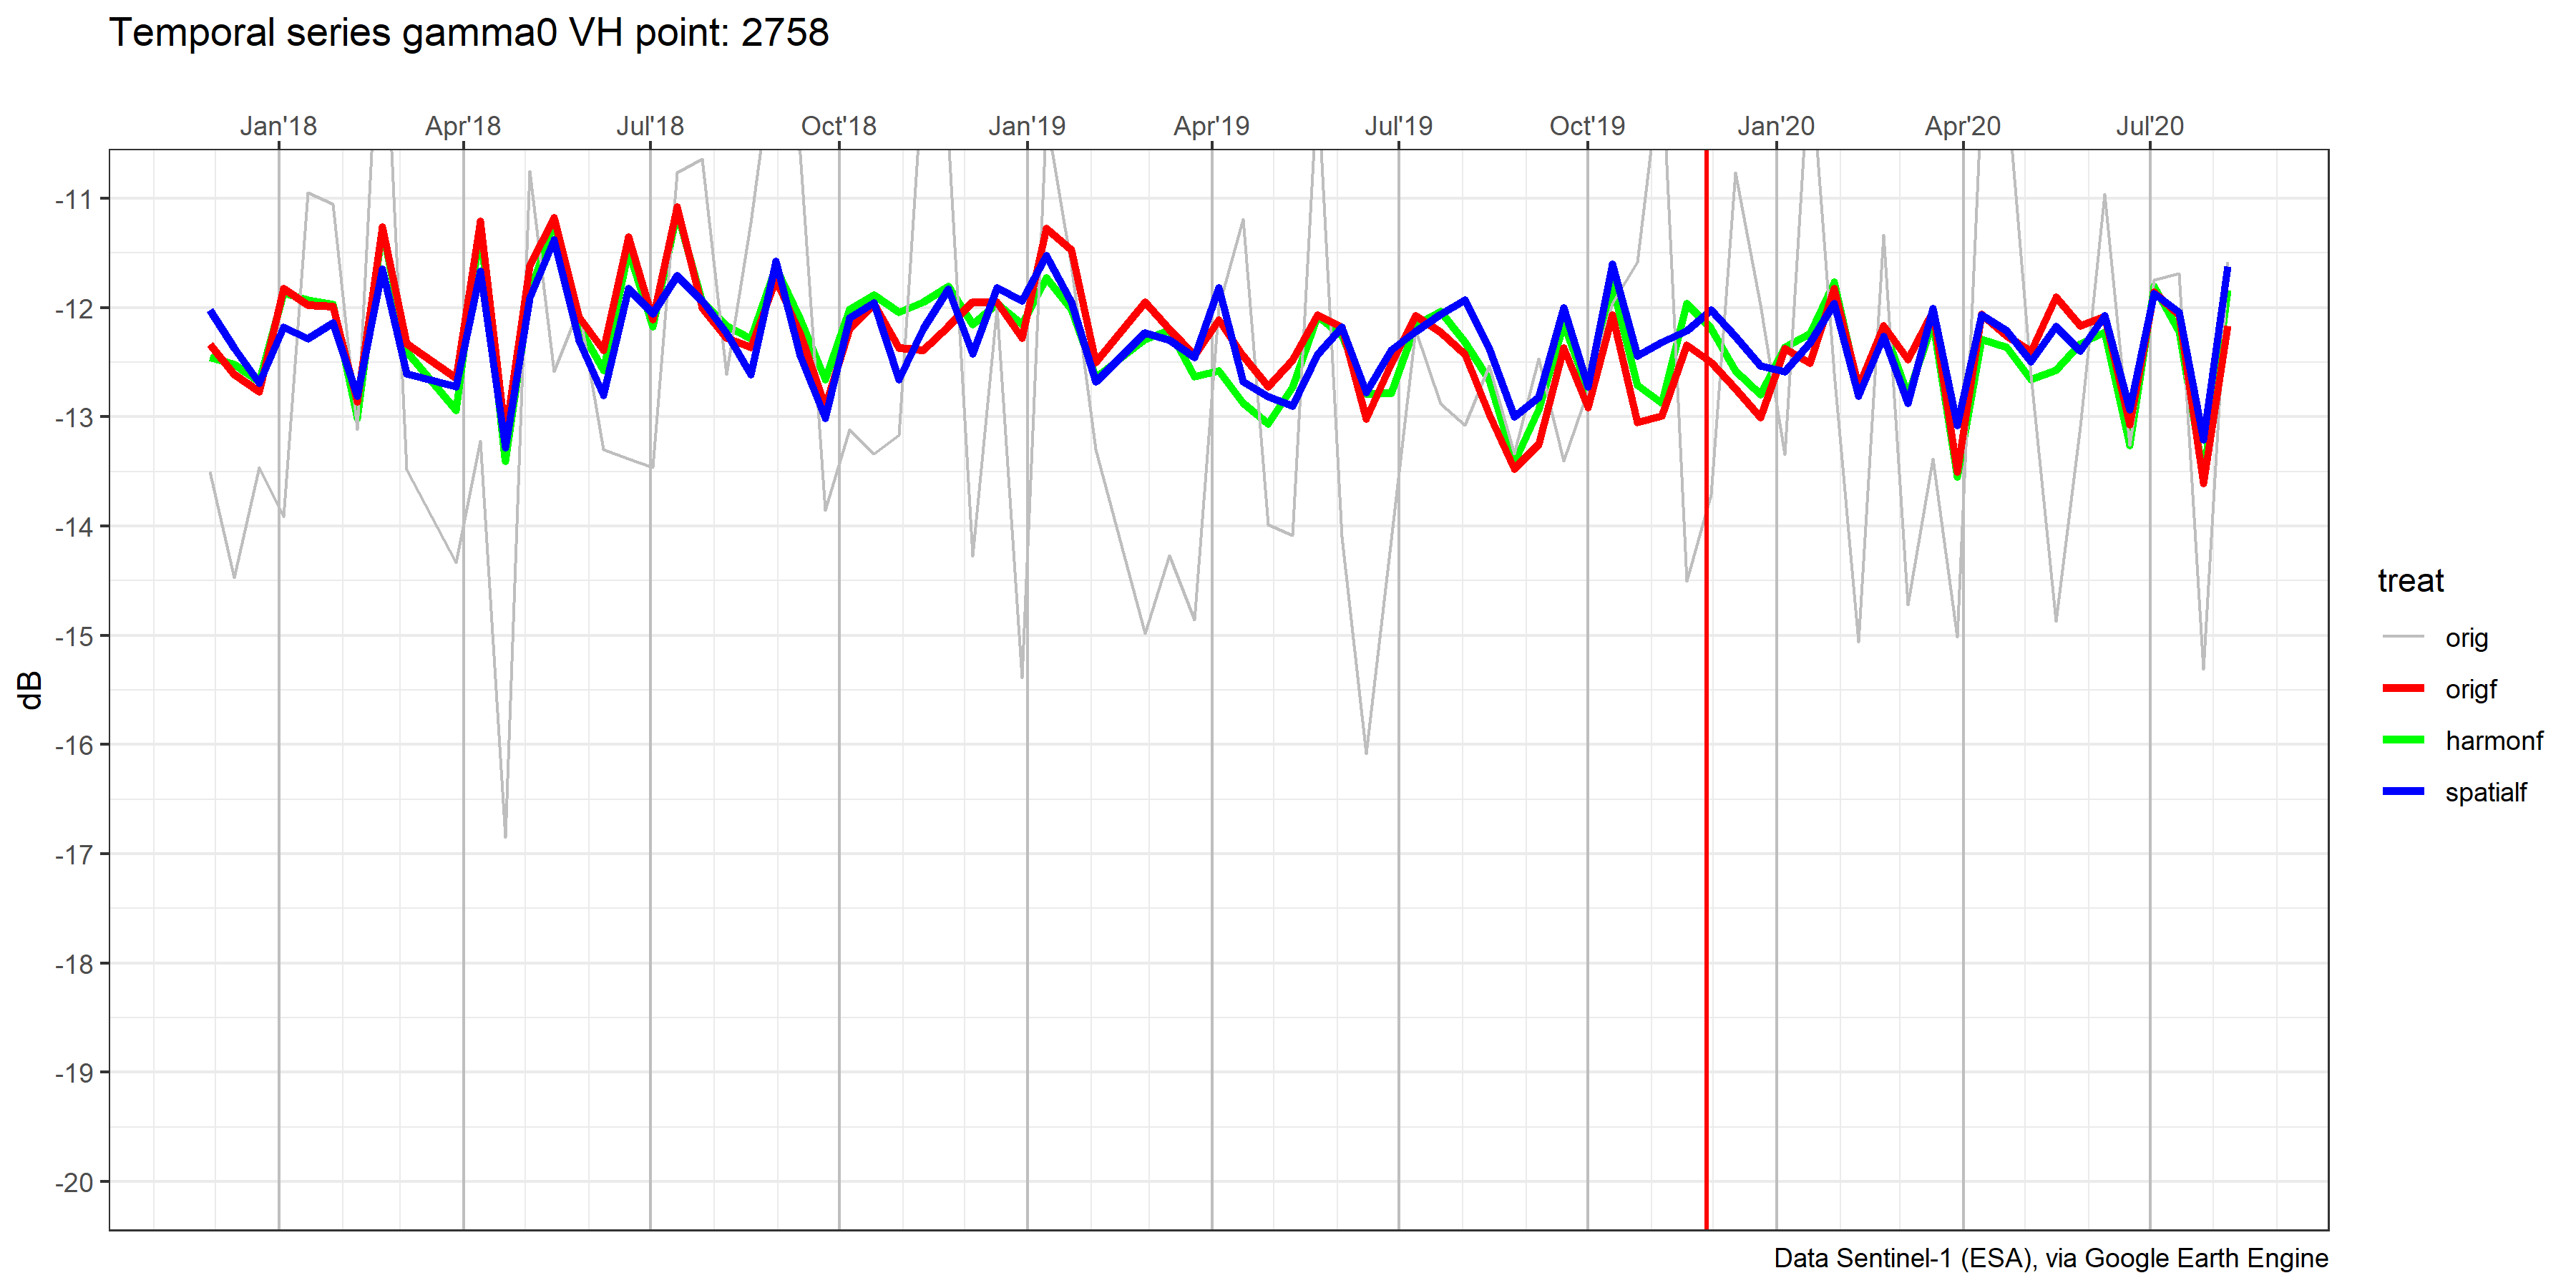 Temporal series gamma0 VH point: 2758
Jan'18 Apr'18 Jul'18 Oct'18 Jan'19 Apr'19 Jul'19 Oct'19 Jan'20 Apr'20 Jul'20
-11
-12
-13
-14
-15
-16
-17
-18
-19
-20
dB
treat
orig
origf
harmonf
spatialf
Data Sentinel-1 (ESA), via Google Earth Engine